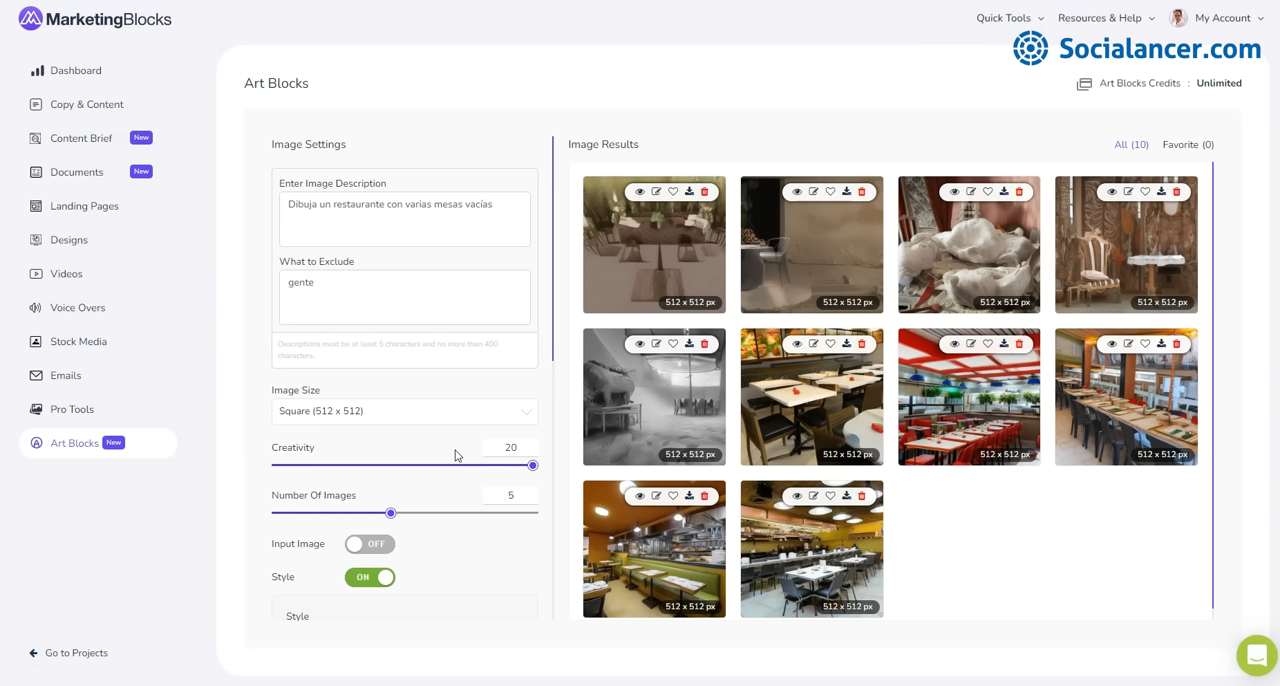 MarketingBlocks
Quick Tools
Resources & Help
My Account
Socialancer.com
Dashboard
Copy & Content
Content Brief New
Documents New
Landing Pages
Designs
Videos
Voice Overs
Stock Media
Emails
Pro Tools
Art Blocks New
Go to Projects
Art Blocks
Art Blocks Credits : Unlimited
Image Settings
Enter Image Description
Dibuja un restaurante con varias mesas vacías
What to Exclude
gente
Descriptions must be at least 5 characters and no more than 400
characters.
Image Size
Square (512 x 512)
Creativity 20
Number Of Images 5
Input Image OFF
Style ON
Style
Image Results
All (10) Favorite (0)
512 x 512 px
512 x 512 px
512 x 512 px
512 x 512 px
512 x 512 px
512 x 512 px
512 x 512 px
512 x 512 px
512 x 512 px
512 x 512 px